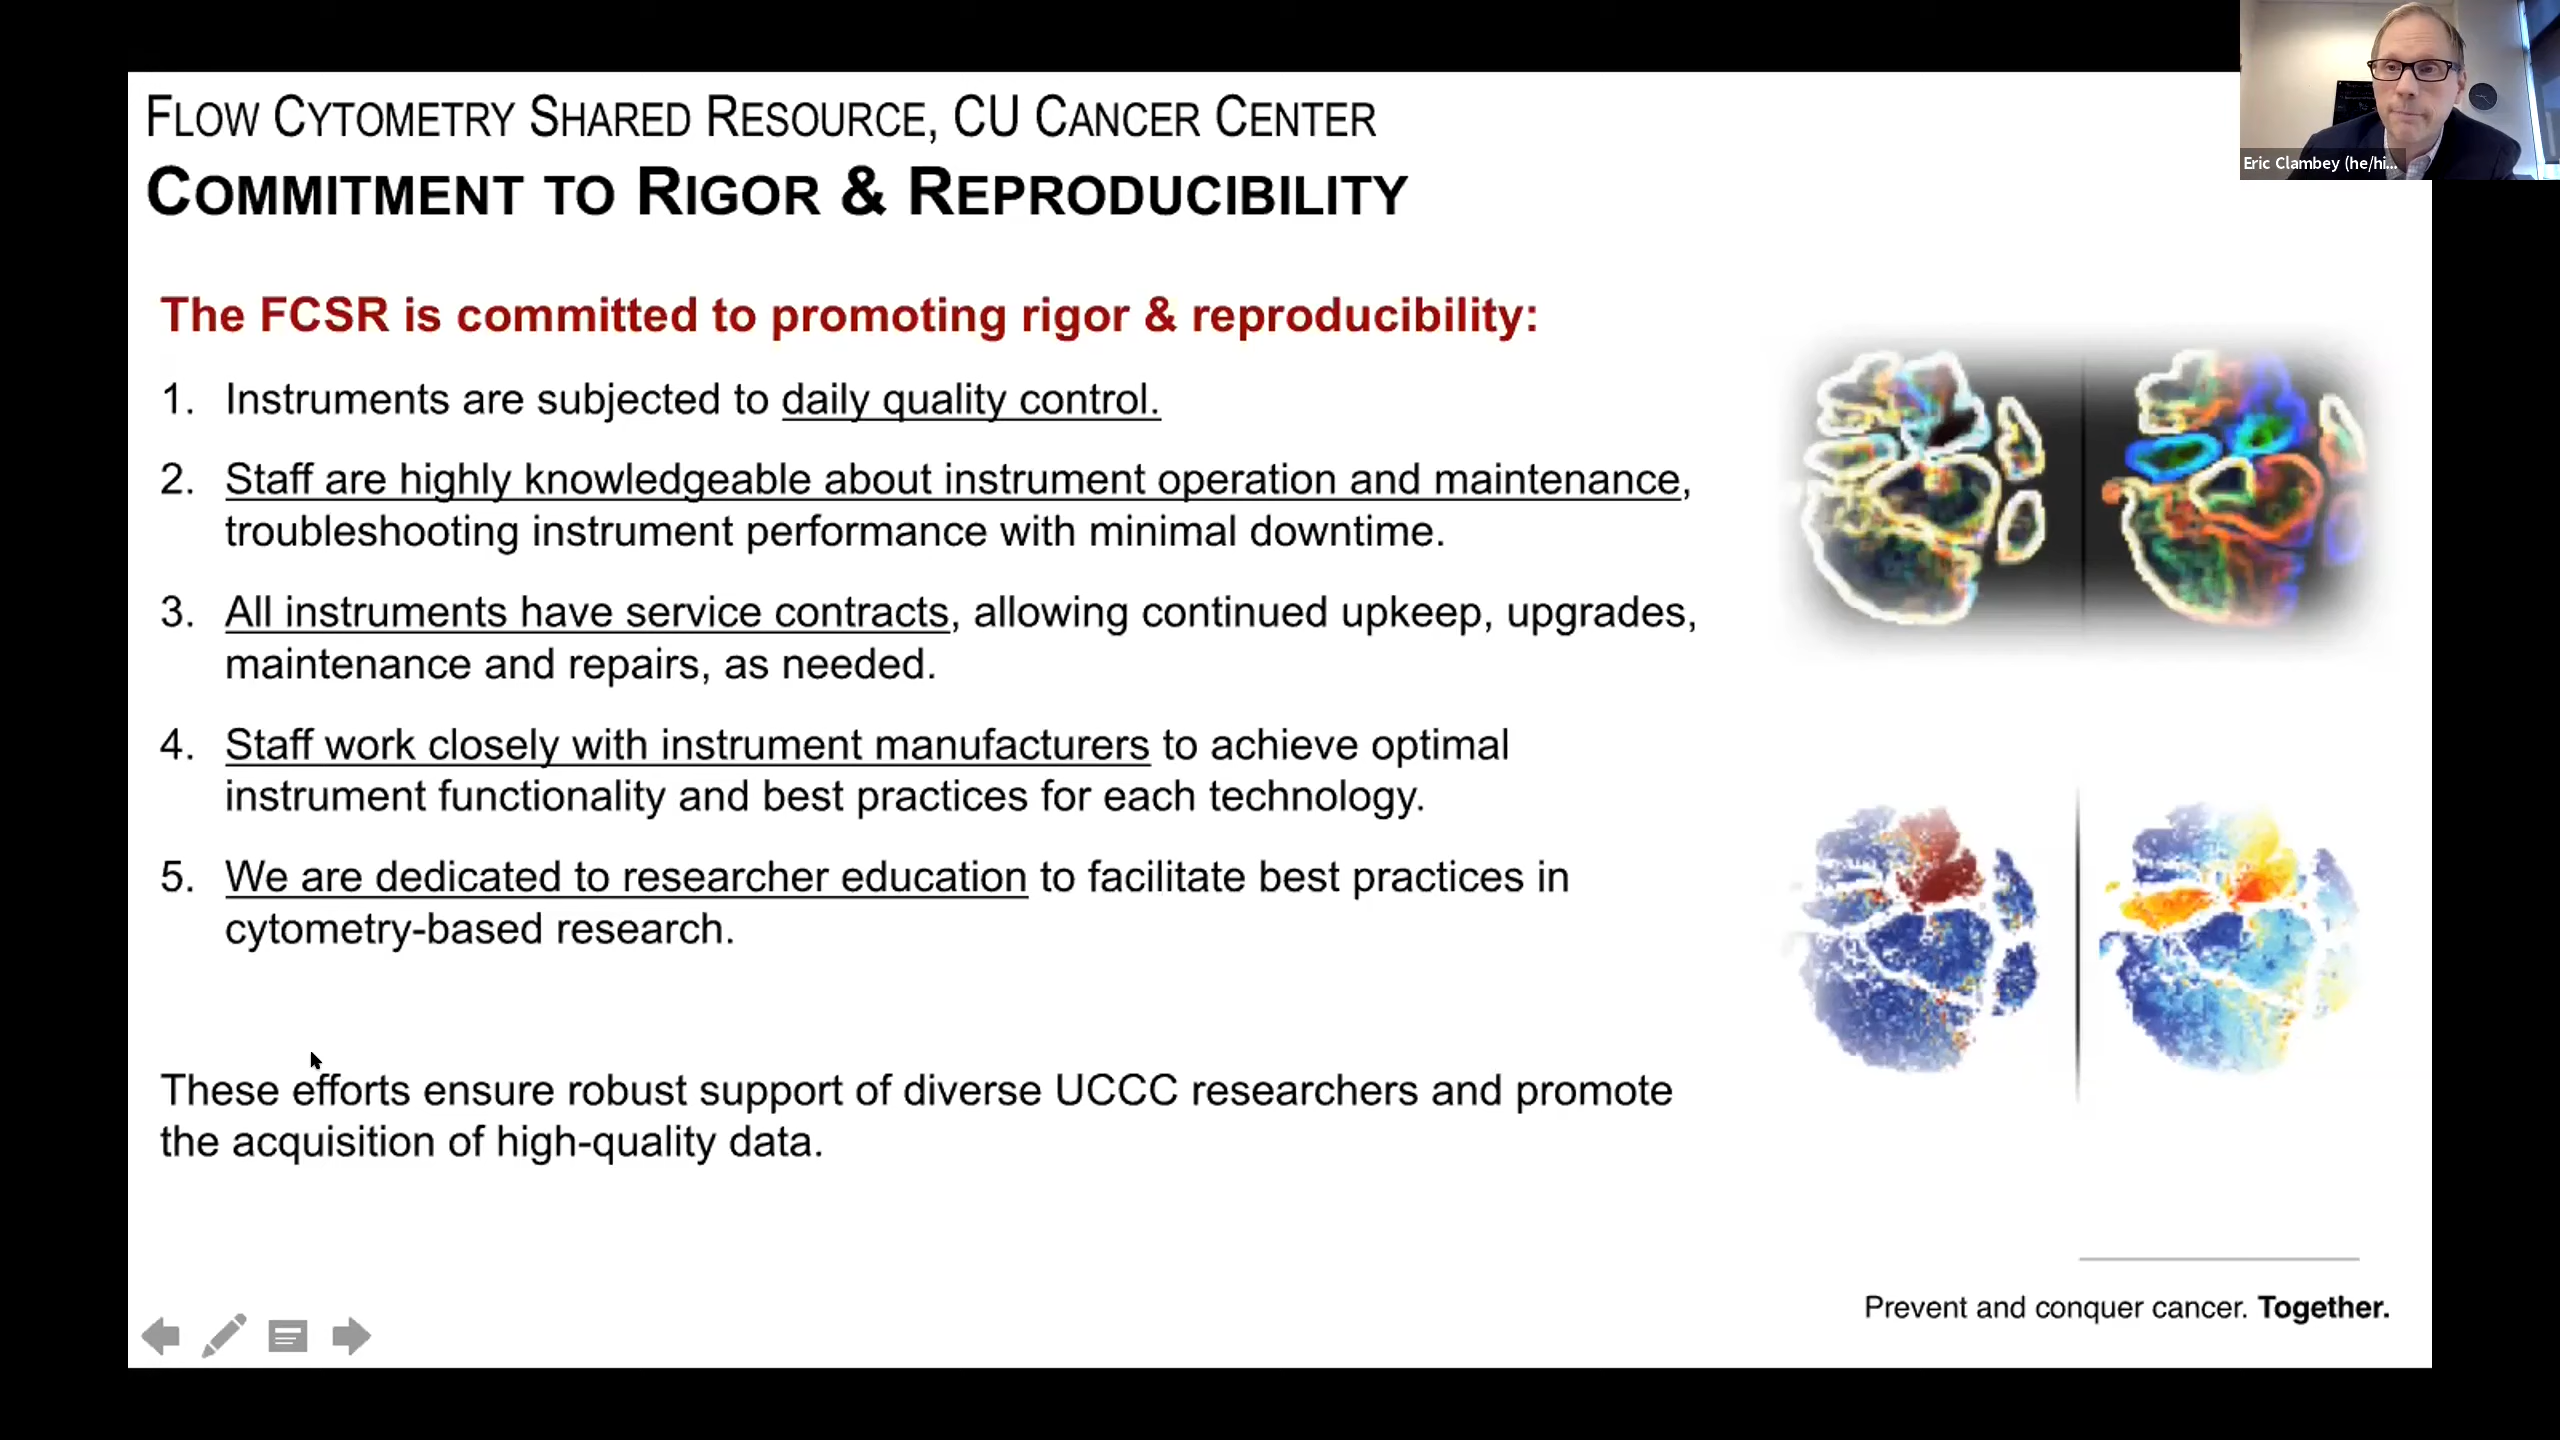 FLOW CYTOMETRY SHARED RESOURCE, CU CANCER CENTER
COMMITMENT TO RIGOR & REPRODUCIBILITY
Eric Clambey (he/hi...
The FCSR is committed to promoting rigor & reproducibility:
1. Instruments are subjected to daily quality control.
2. Staff are highly knowledgeable about instrument operation and maintenance,
troubleshooting instrument performance with minimal downtime.
3. All instruments have service contracts, allowing continued upkeep, upgrades,
maintenance and repairs, as needed.
4. Staff work closely with instrument manufacturers to achieve optimal
instrument functionality and best practices for each technology.
5. We are dedicated to researcher education to facilitate best practices in
cytometry-based research.
These efforts ensure robust support of diverse UCCC researchers and promote
the acquisition of high-quality data.
Prevent and conquer cancer. Together.